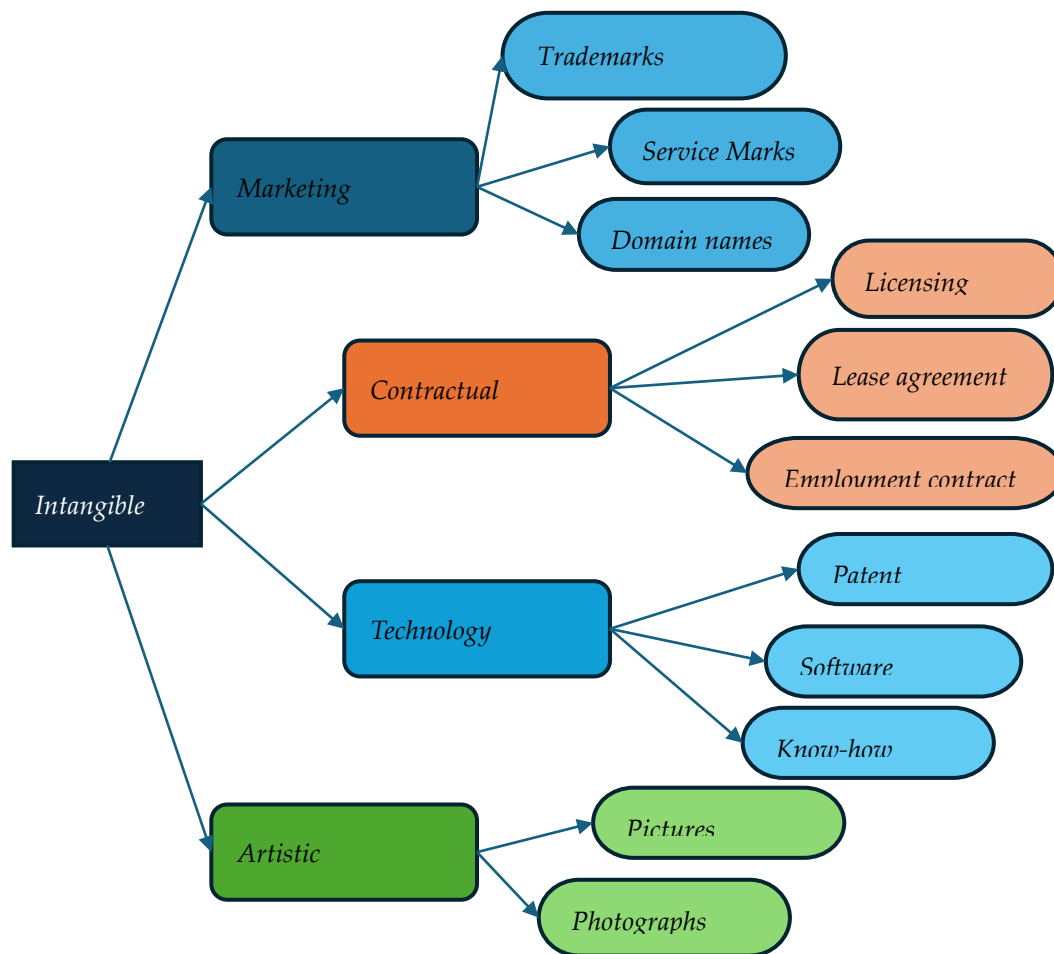 Trademarks
Service Marks
Marketing
Domain names
Licensing
Lease agreement
Contractual
Employment contract
Intangible
Patent
Technology
Software
Know-how
Pictures
Artistic
Photographs